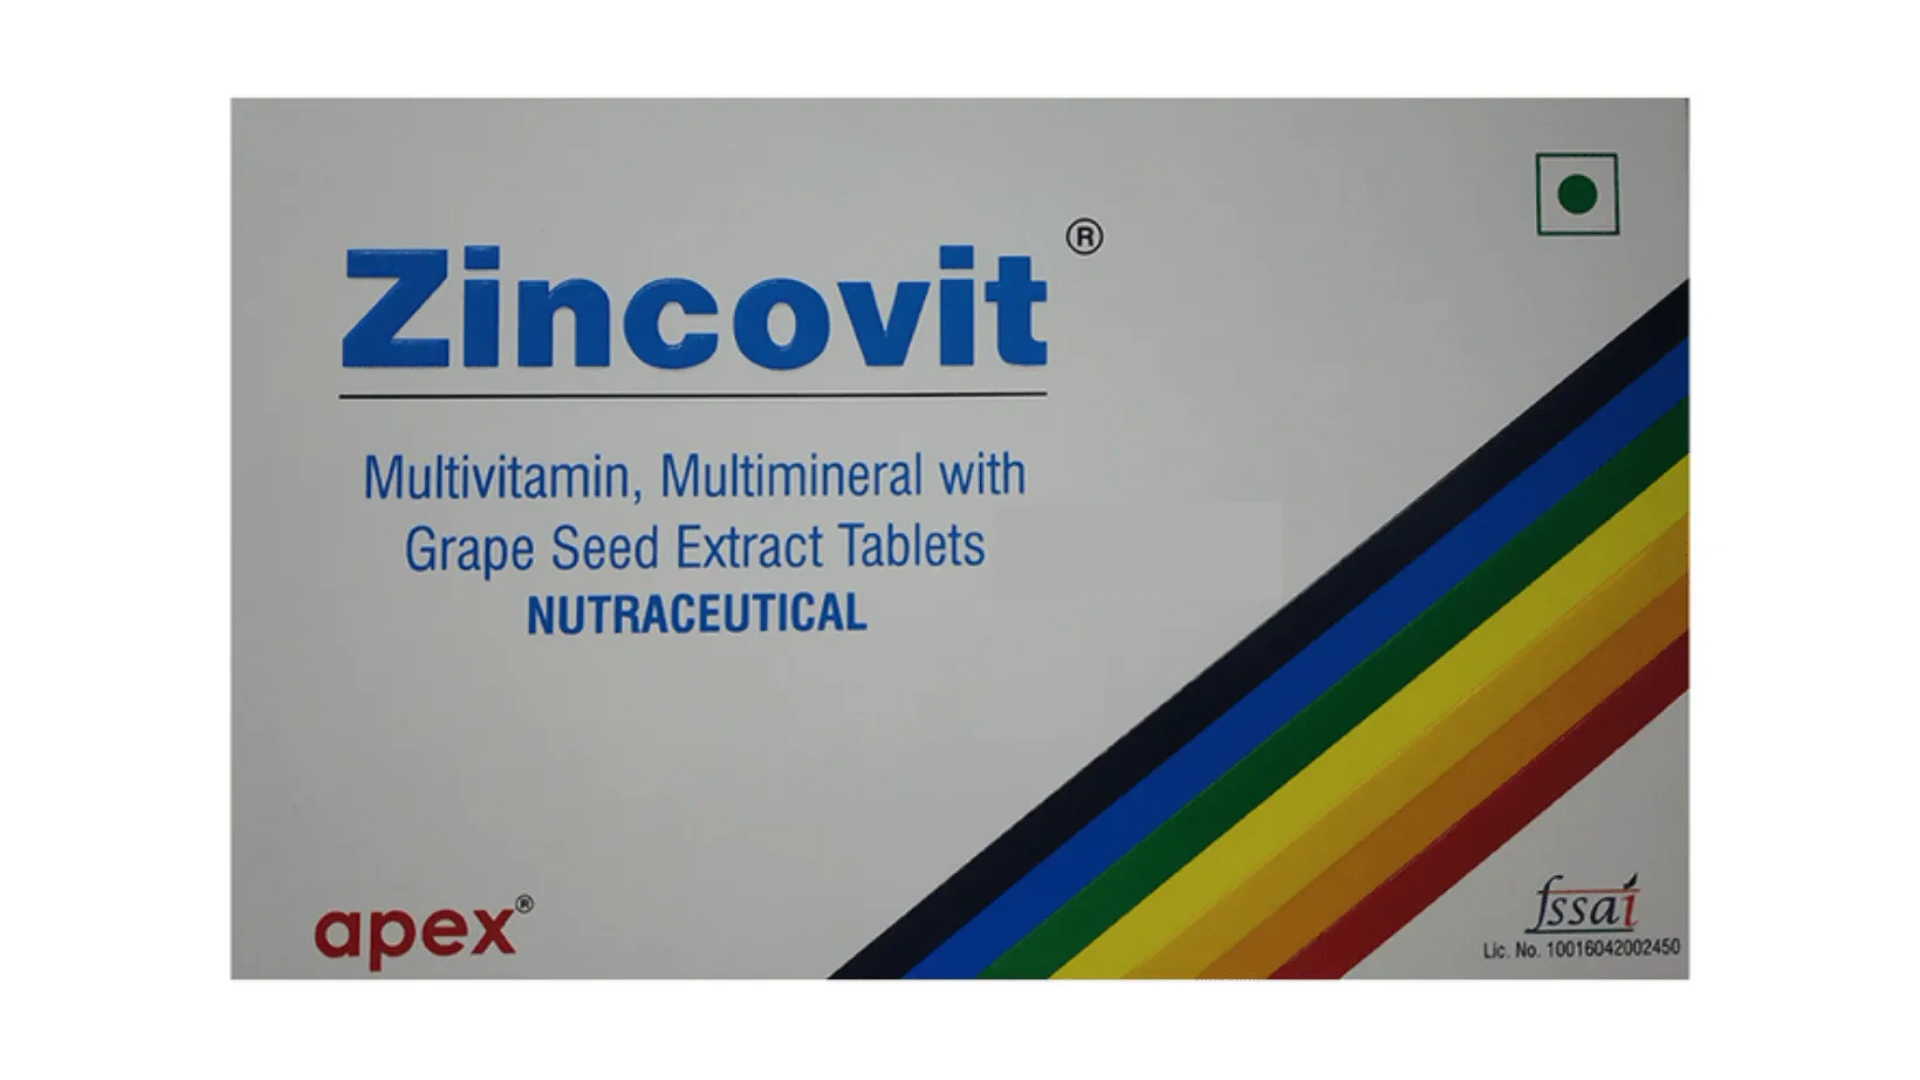 Zincovit ®
Multivitamin, Multimineral with
Grape Seed Extract Tablets
NUTRACEUTICAL
apex®
fssai
Lic. No. 10016042002450